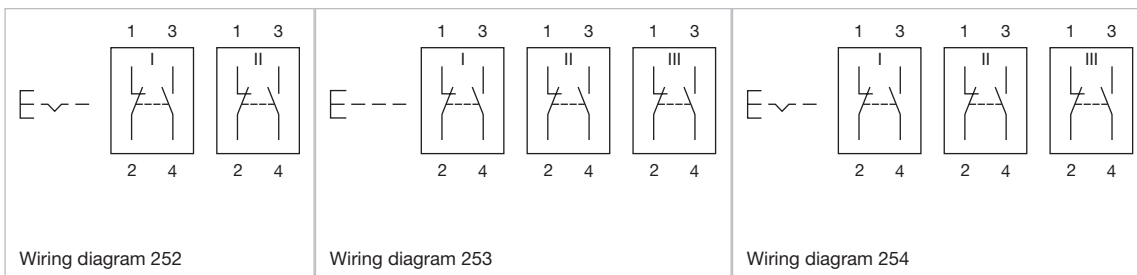 1 3 1 3
I II
2 4 2 4
Wiring diagram 252
1 3 1 3 1 3
I II III
2 4 2 4 2 4
Wiring diagram 253
1 3 1 3 1 3
I II III
2 4 2 4 2 4
Wiring diagram 254